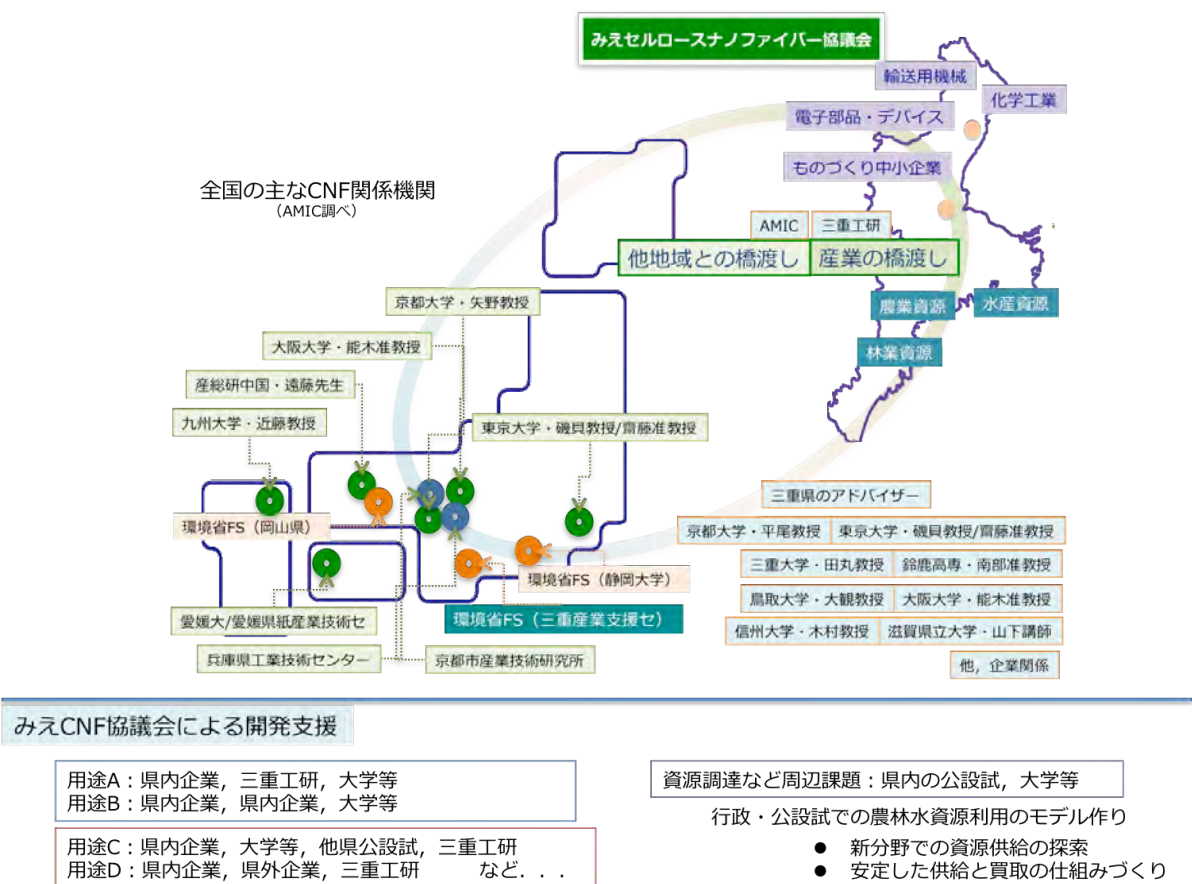 みえセルロースナノファイバー協議会
輸送用機械
化学工業
電子部品・デバイス
ものづくり中小企業
全国の主なCNF関係機関
（AMIC調べ）
AMIC
三重工研
他地域との橋渡し
産業の橋渡し
農業資源
水産資源
林業資源
京都大学・矢野教授
大阪大学・能木准教授
産総研中国・遠藤先生
九州大学・近藤教授
東京大学・磯貝教授/齋藤准教授
環境省FS（岡山県）
環境省FS（静岡大学）
環境省FS（三重産業支援セ）
愛媛大/愛媛県紙産業技術セ
兵庫県工業技術センター
京都市産業技術研究所
三重県のアドバイザー
京都大学・平尾教授
東京大学・磯貝教授/齋藤准教授
三重大学・田丸教授
鈴鹿高専・南部准教授
鳥取大学・大観教授
大阪大学・能木准教授
信州大学・木村教授
滋賀県立大学・山下講師
他，企業関係
みえCNF協議会による開発支援
用途A：県内企業，三重工研，大学等
用途B：県内企業，県内企業，大学等
用途C：県内企業，大学等，他県公設試，三重工研
用途D：県内企業，県外企業，三重工研　　など．．．
資源調達など周辺課題：県内の公設試，大学等
行政・公設試での農林水資源利用のモデル作り
● 新分野での資源供給の探索
● 安定した供給と買取の仕組みづくり